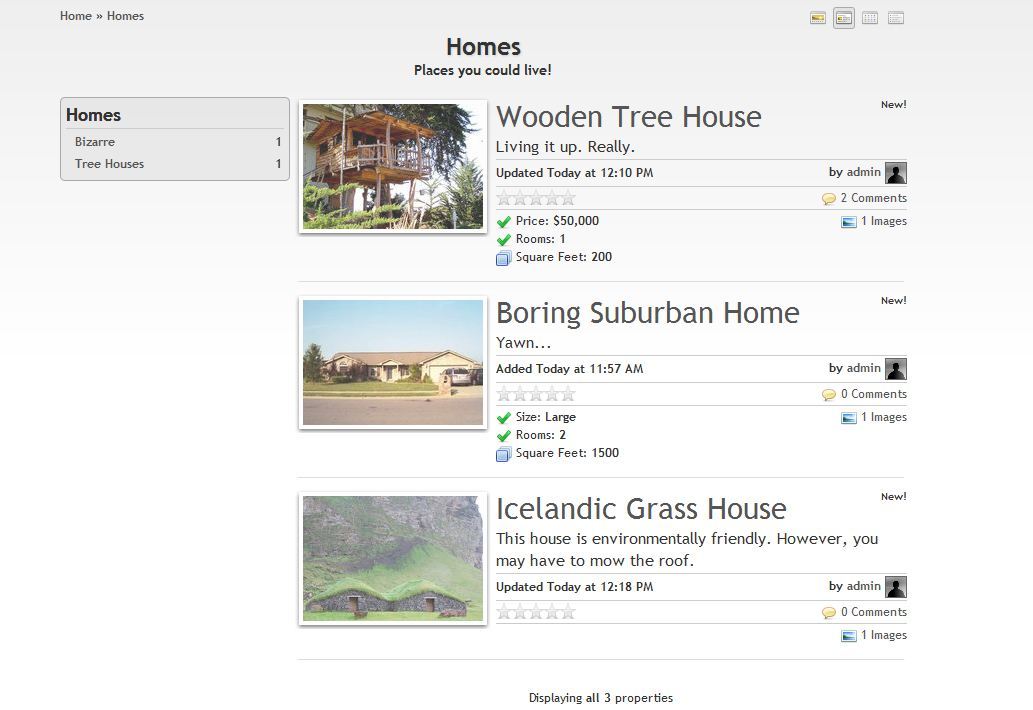 Home » Homes
Homes
Places you could live!
Homes
Bizarre 1
Tree Houses 1
New!
Wooden Tree House
Living it up. Really.
Updated Today at 12:10 PM by admin
2 Comments
Price: $50,000 1 Images
Rooms: 1
Square Feet: 200
New!
Boring Suburban Home
Yawn...
Added Today at 11:57 AM by admin
0 Comments
Size: Large 1 Images
Rooms: 2
Square Feet: 1500
New!
Icelandic Grass House
This house is environmentally friendly. However, you
may have to mow the roof.
Updated Today at 12:18 PM by admin
0 Comments
1 Images
Displaying all 3 properties